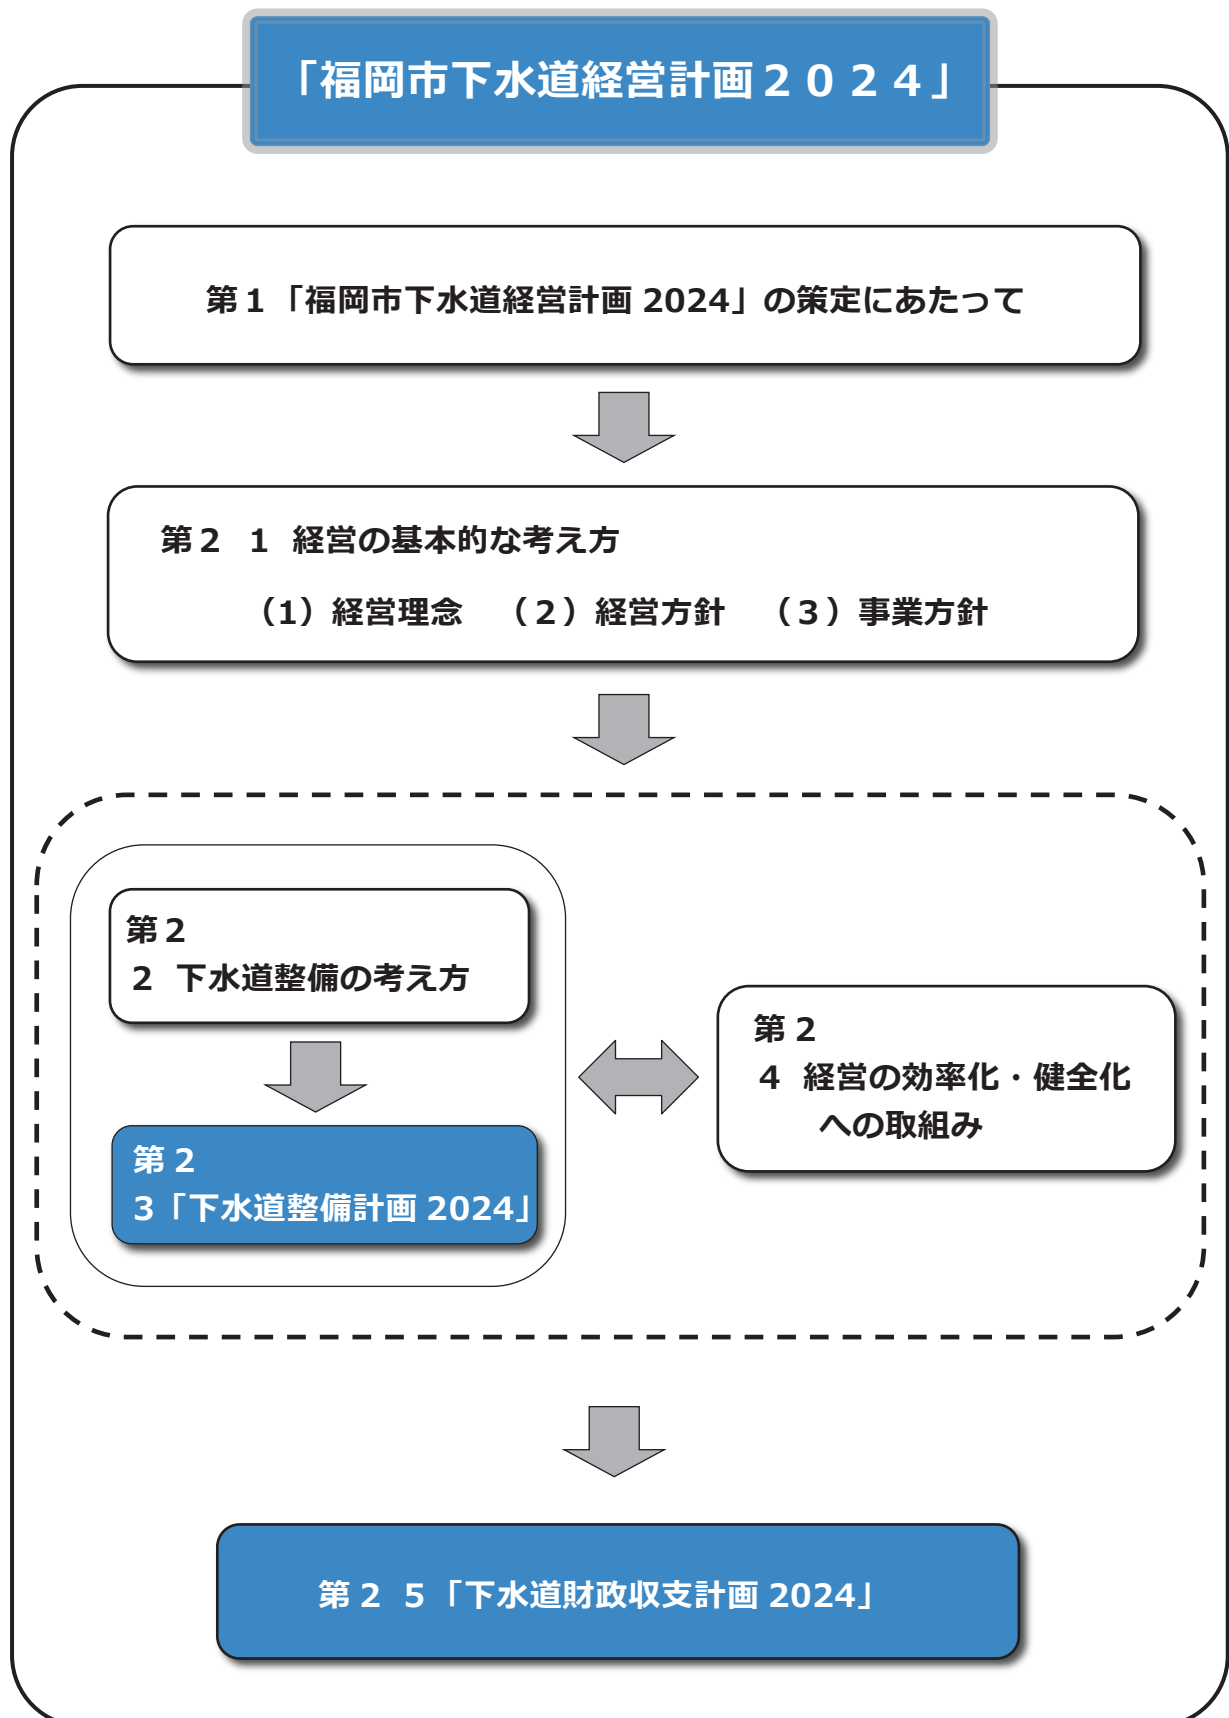 「福岡市下水道経営計画２０２４」
第１「福岡市下水道経営計画 2024」の策定にあたって
第２ 1 経営の基本的な考え方
（1）経営理念 （２）経営方針 （３）事業方針
第２
2 下水道整備の考え方
第２
3「下水道整備計画 2024」
第２
4 経営の効率化・健全化
への取組み
第２ 5「下水道財政収支計画 2024」